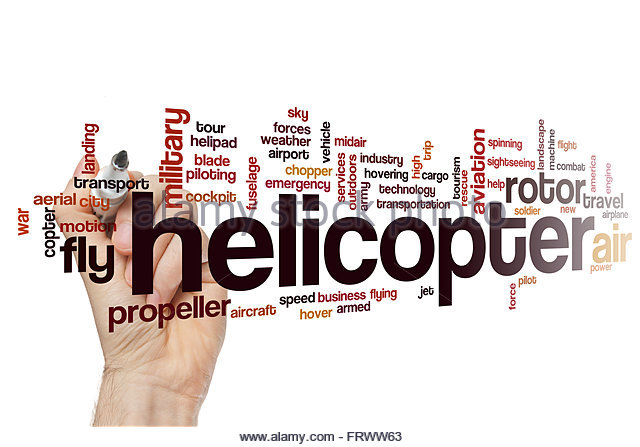 sky
tour
forces
vehicle
military
helipad
weather
midair
landing
blade
airport
services
outdoors
industry
high
trip
aviation
spinning
landscape
machine
flight
piloting
fuselage
chopper
hovering
cargo
tourism
rescue
sightseeing
combat
america
engine
transport
cockpit
emergency
army
technology
help
rotor
travel
aerial city
transportation
soldier
new
airplane
war
copter
motion
fly
helicopter
air
power
propeller
aircraft
speed business flying
jet
force
pilot
hover
armed
alamy stock photo
a alamy stock photo
FRWW63